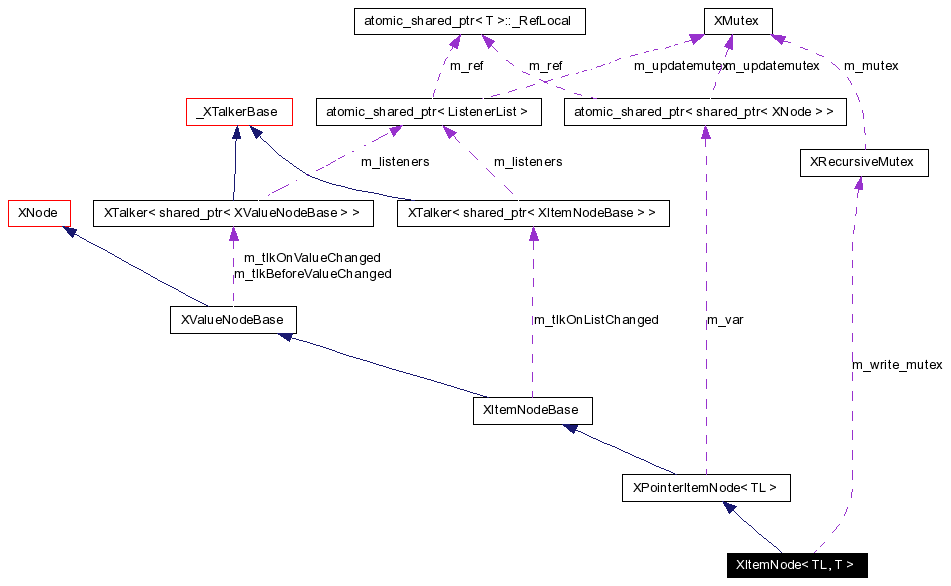 atomic_shared_ptr< T >::_RefLocal
XMutex
m_ref
m_ref
m_updatemutex
m_updatemutex
m_mutex
_XTalkerBase
atomic_shared_ptr< ListenerList >
atomic_shared_ptr< shared_ptr< XNode > >
m_listeners
m_listeners
XRecursiveMutex
XNode
XTalker< shared_ptr< XValueNodeBase > >
XTalker< shared_ptr< XItemNodeBase > >
m_tlkOnValueChanged
m_tlkBeforeValueChanged
XValueNodeBase
m_tlkOnListChanged
m_var
m_write_mutex
XItemNodeBase
XPointerItemNode< TL >
XItemNode< TL, T >